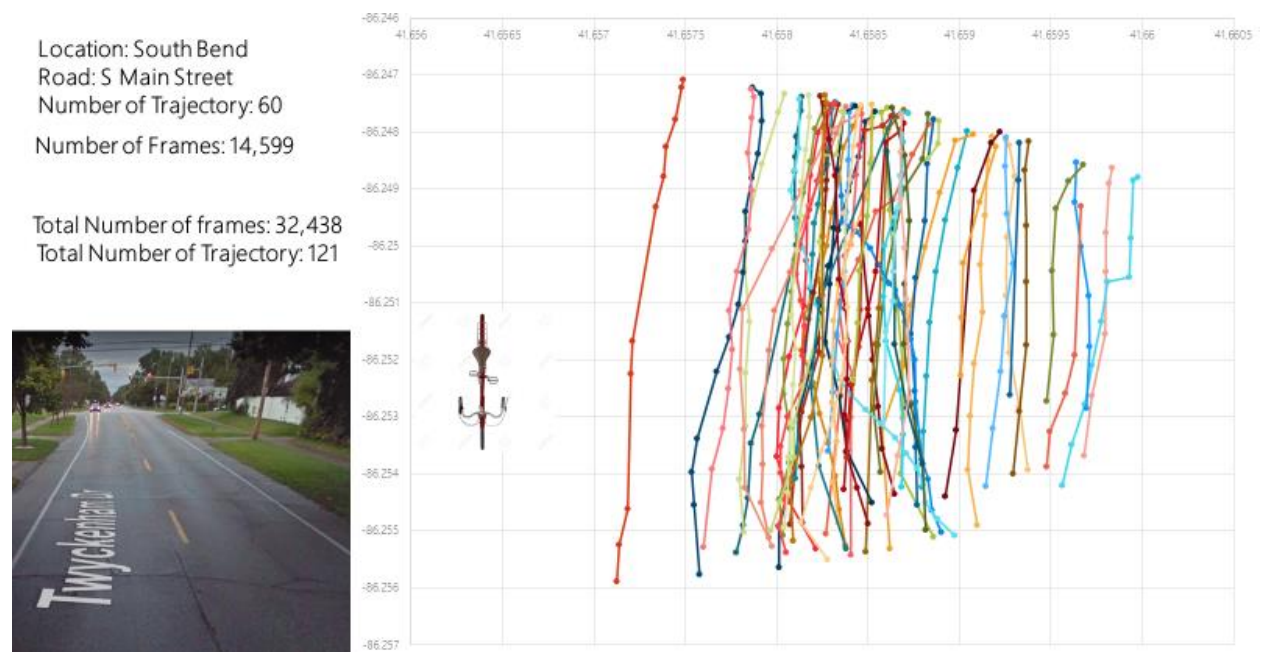 Location: South Bend
Road: S Main Street
Number of Trajectory: 60
Number of Frames: 14,599
Total Number of frames: 32,438
Total Number of Trajectory: 121
Twyckenham Dr
-86.246
41.656 41.6565 41.657 41.6575 41.658 41.6585 41.659 41.6595 41.66 41.6605
-86.247
-86.248
-86.249
-86.25
-86.251
-86.252
-86.253
-86.254
-86.255
-86.256
-86.257